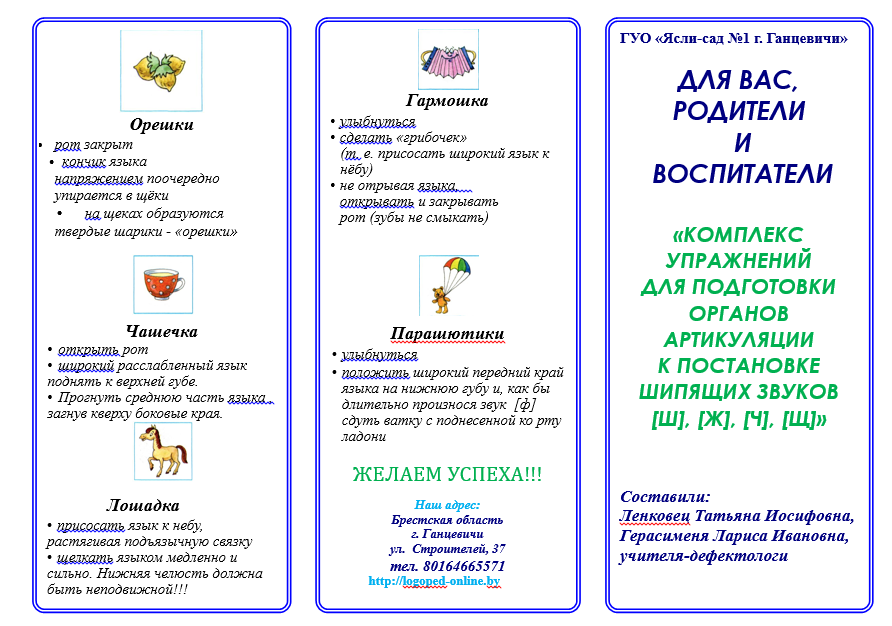 Орешки
• рот закрыт
• кончик языка
напряжением поочередно
упирается в щёки
• на щеках образуются
твердые шарики - «орешки»
Чашечка
• открыть рот
• широкий расслабленный язык
поднять к верхней губе.
• Прогнуть среднюю часть языка ,
загнув кверху боковые края.
Лошадка
• присосать язык к небу,
растягивая подъязычную связку
• щелкать языком медленно и
сильно. Нижняя челюсть должна
быть неподвижной!!!
Гармошка
• улыбнуться
• сделать «грибочек»
(т. е. присосать широкий язык к
нёбу)
• не отрывая языка,
открывать и закрывать
рот (зубы не смыкать)
Парашютики
• улыбнуться
• положить широкий передний край
языка на нижнюю губу и, как бы
длительно произнося звук [ф]
сдуть ватку с поднесенной ко рту
ладони
ЖЕЛАЕМ УСПЕХА!!!
Наш адрес:
Брестская область
г. Ганцевичи
ул. Строителей, 37
тел. 80164665571
http://logoped-online.by
ГУО «Ясли-сад №1 г. Ганцевичи»
ДЛЯ ВАС,
РОДИТЕЛИ
И
ВОСПИТАТЕЛИ
«КОМПЛЕКС
УПРАЖНЕНИЙ
ДЛЯ ПОДГОТОВКИ
ОРГАНОВ
АРТИКУЛЯЦИИ
К ПОСТАНОВКЕ
ШИПЯЩИХ ЗВУКОВ
[Ш], [Ж], [Ч], [Щ]»
Составили:
Ленковец Татьяна Иосифовна,
Герасименя Лариса Ивановна,
учителя-дефектологи